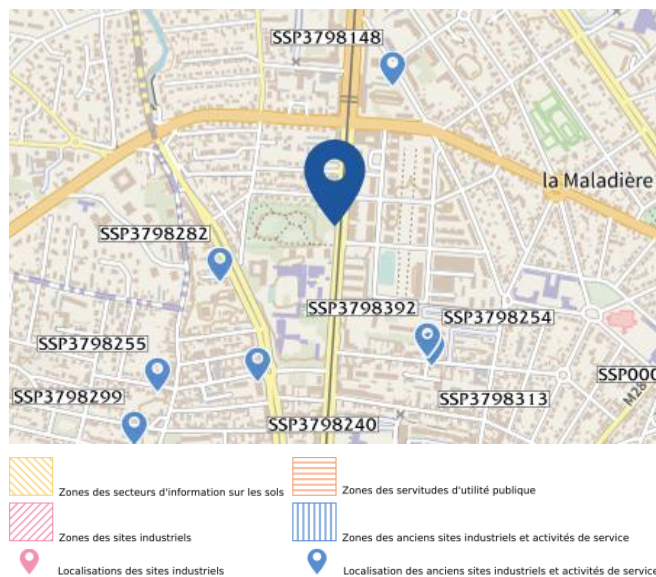 SSP3798148
la Maladière
SSP3798282
SSP3798392
SSP3798254
SSP3798255
SSP000
SSP3798299
SSP3798313
M28
SSP3798240
Zones des secteurs d'information sur les sols
Zones des servitudes d'utilité publique
Zones des sites industriels
Zones des anciens sites industriels et activités de service
Localisations des sites industriels
Localisation des anciens sites industriels et activités de service